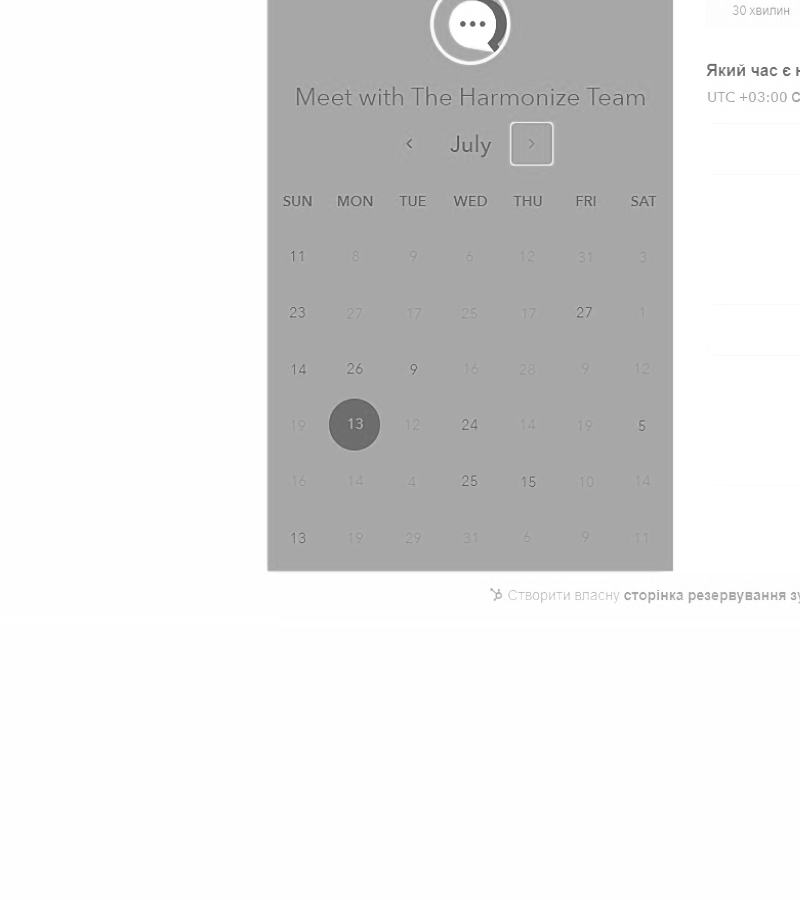 30 хвилин
Який час є
UTC +03:00
Meet with The Harmonize Team
July
SUN MON TUE WED THU FRI SAT
11 8 9 6 12 31 3
23 27 17 25 17 27 1
14 26 9 16 28 9 12
19 13 12 24 14 19 5
16 14 4 25 15 10 14
13 19 29 31 6 9 11
Створити власну сторінка резервування